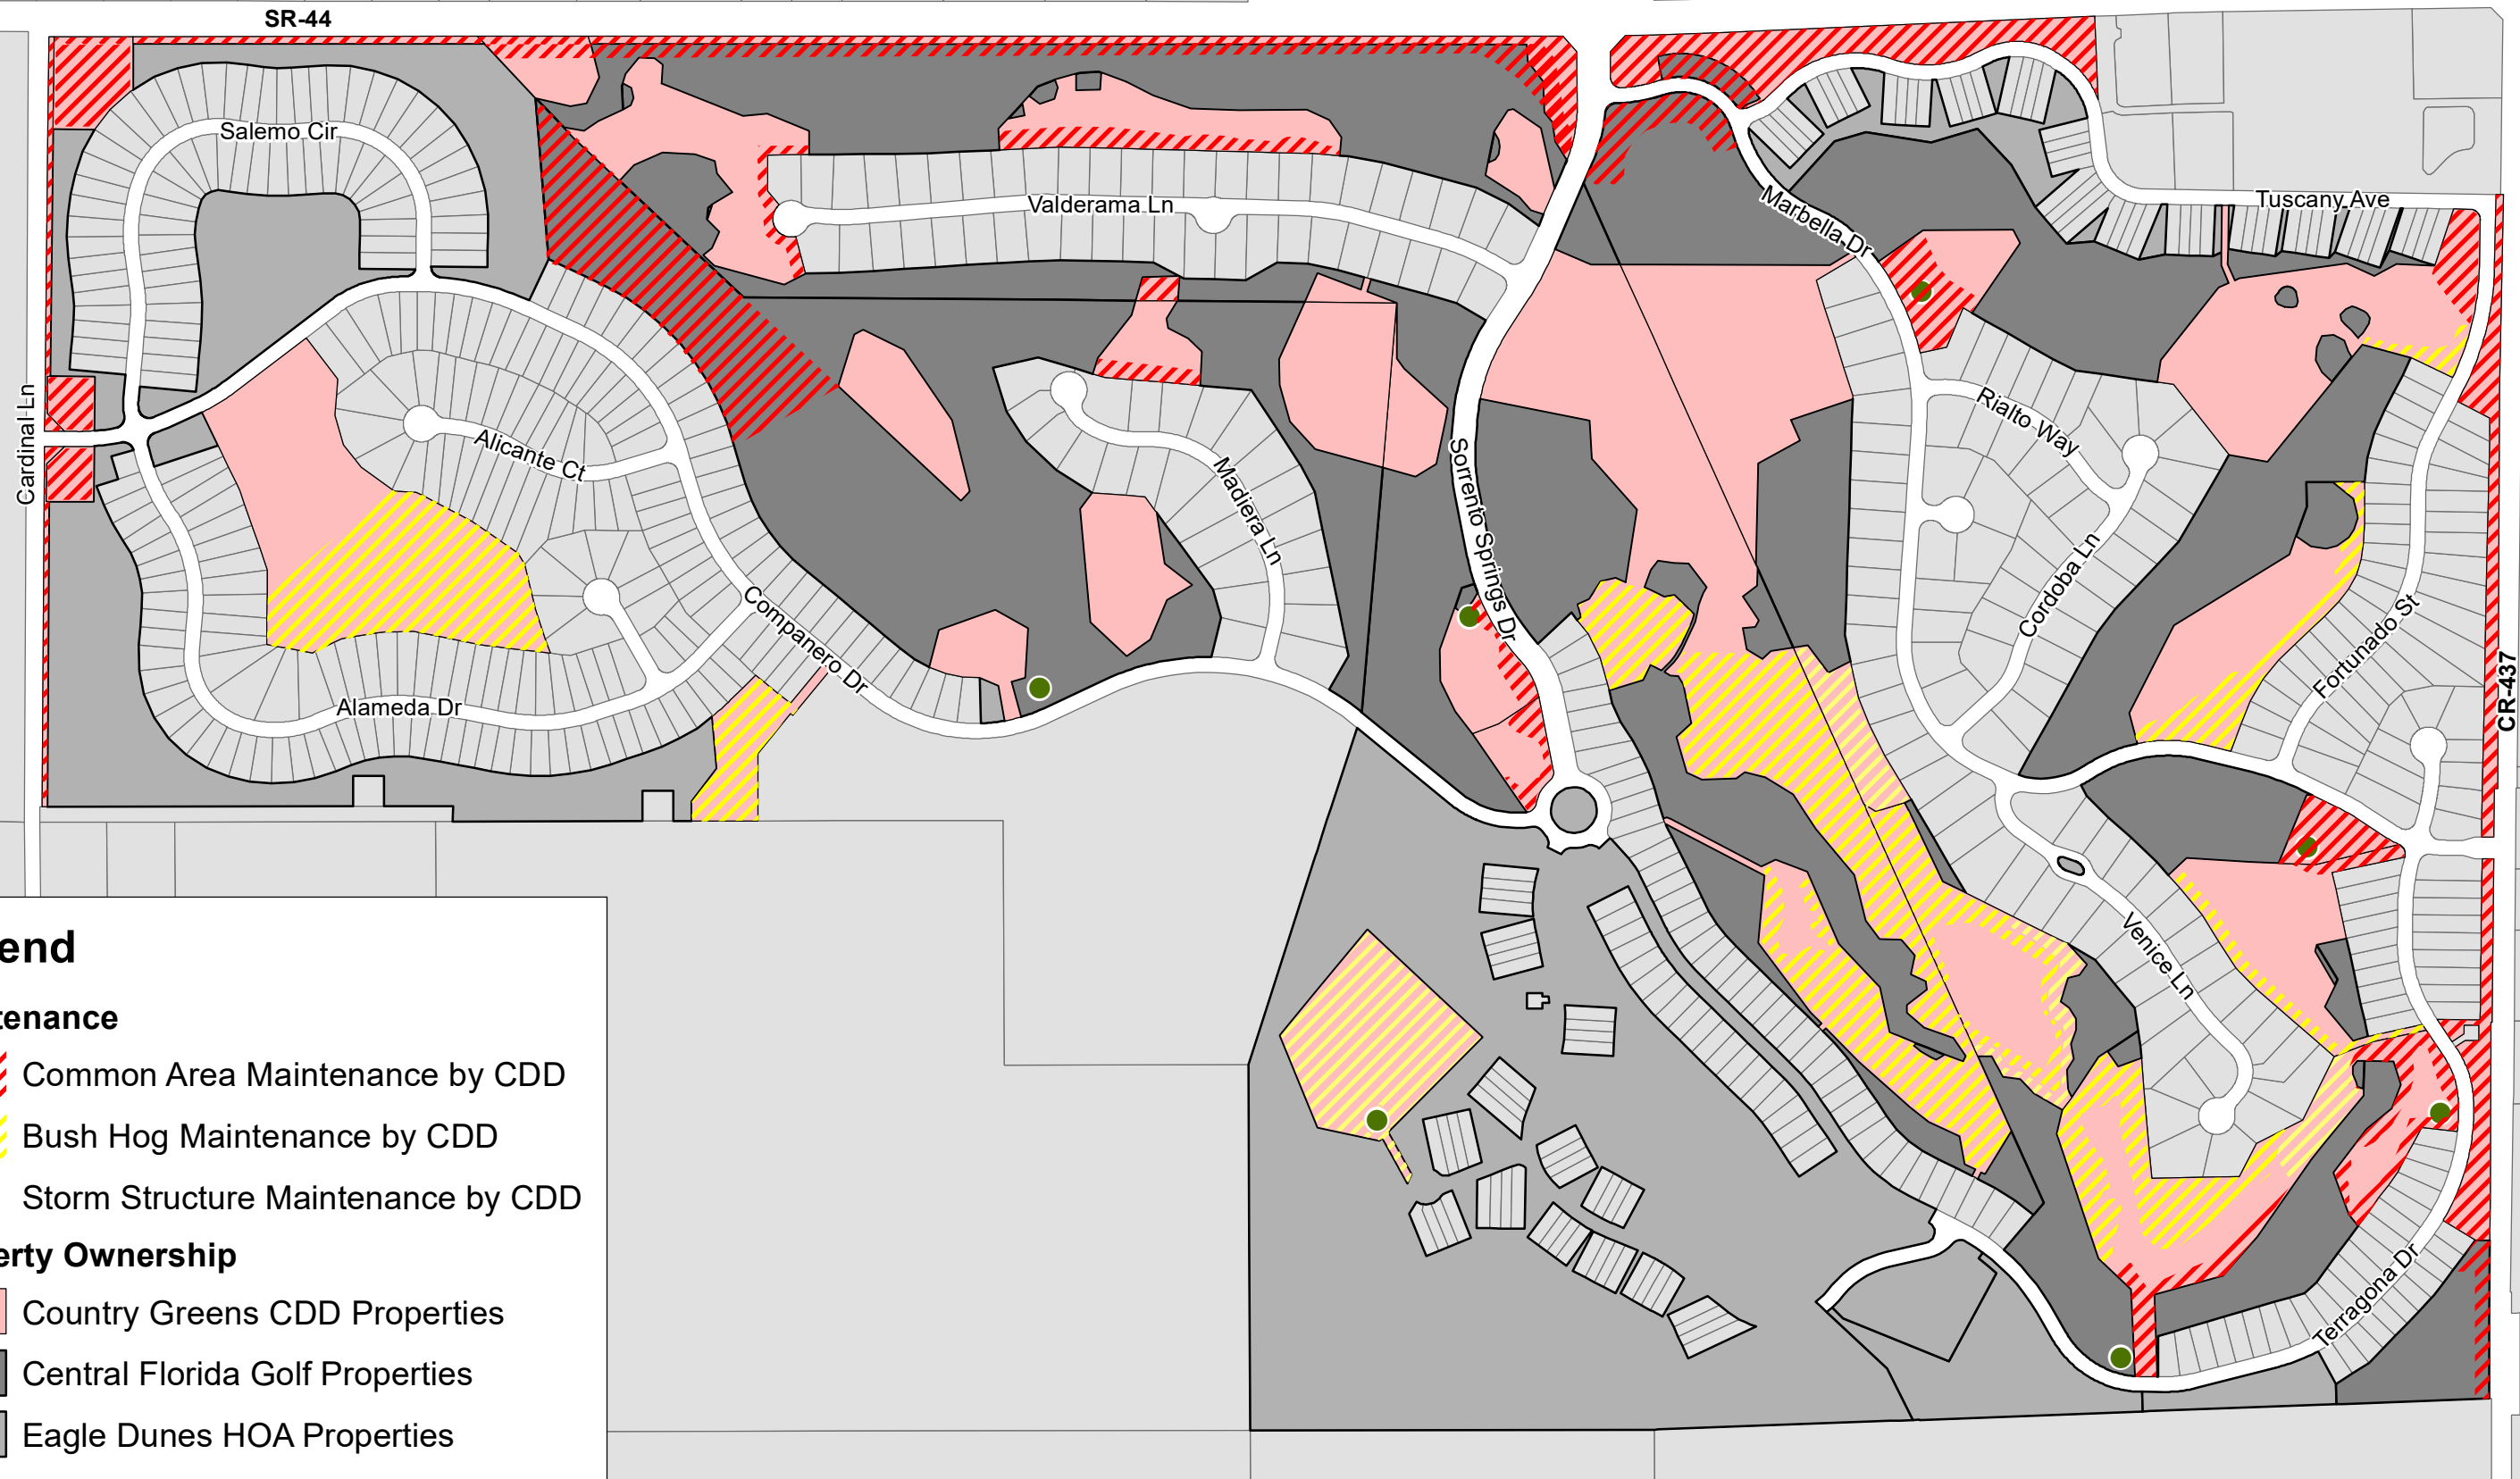 SR-44
Salemo Cir
Valderama Ln
Tuscany Ave
Marbella Dr
Cardinal Ln
Alicante Ct
Rialto Way
Madiera Ln
Sorrento Springs Dr
Cordoba Ln
Companero Dr
Fortunado St
Alameda Dr
CR-437
Venice Ln
Terragona Dr
end
tenance
Common Area Maintenance by CDD
Bush Hog Maintenance by CDD
Storm Structure Maintenance by CDD
erty Ownership
Country Greens CDD Properties
Central Florida Golf Properties
Eagle Dunes HOA Properties